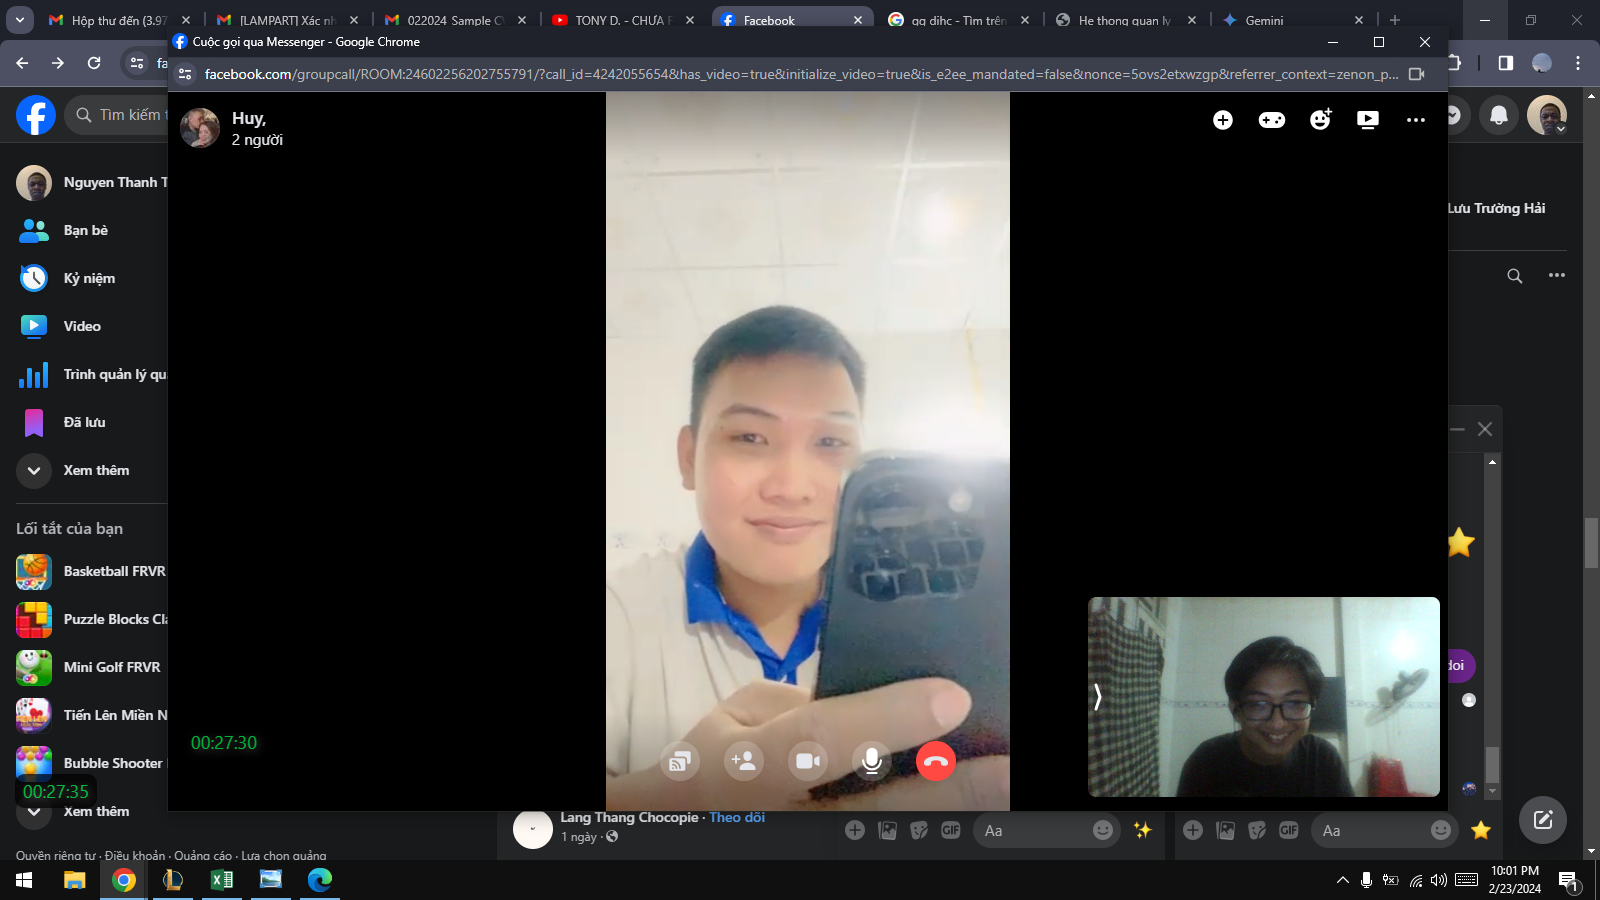 Hộp thư đến (3.97
[LAMPART] Xác nh
022024_Sample C
TONY D. - CHƯA F
Facebook
gg dihc - Tìm trên
He thong quan ly
Gemini
Cuộc gọi qua Messenger - Google Chrome
facebook.com/groupcall/ROOM:24602256202755791/?call_id=4242055654&has_video=true&initialize_video=true&is_e2ee_mandated=false&nonce=5ovs2etxwzgp&referrer_context=zenon_p...
fa
Tìm kiếm t
Huy,
2 người
Nguyen Thanh T
Bạn bè
Kỷ niệm
Video
Trình quản lý qu
Đã lưu
Xem thêm
Lối tắt của bạn
Basketball FRVR
Puzzle Blocks Cla
Mini Golf FRVR
Tiến Lên Miền N
Bubble Shooter
00:27:35
Xem thêm
Quyền riêng tư · Điều khoản · Quảng cáo · Lựa chọn quảng
00:27:30
Lưu Trường Hải
doi
Lang Thang Chocopie · Theo dõi
1 ngày ·
GIF
Aa
GIF
Aa
10:01 PM
2/23/2024
1